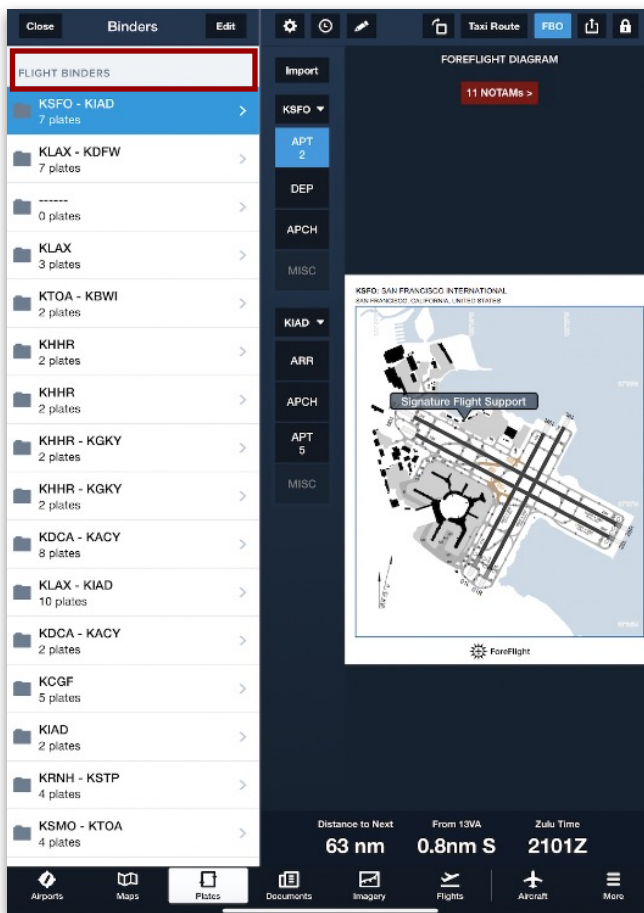 Close
Binders
Edit
FLIGHT BINDERS
KSFO - KIAD
7 plates
KLAX - KDFW
7 plates
------
0 plates
KLAX
3 plates
KTOA - KBWI
2 plates
KHHR
2 plates
KHHR
2 plates
KHHR - KGKY
2 plates
KHHR - KGKY
2 plates
KDCA - KACY
8 plates
KLAX - KIAD
10 plates
KDCA - KACY
2 plates
KCGF
5 plates
KIAD
2 plates
KRNH - KSTP
4 plates
KSMO - KTOA
4 plates
Taxi Route
FBO
Import
KSFO
APT
2
DEP
APCH
MISC
KIAD
ARR
APCH
APT
5
MISC
FOREFLIGHT DIAGRAM
11 NOTAMs >
KSFO: SAN FRANCISCO INTERNATIONAL
SAN FRANCISCO, CALIFORNIA, UNITED STATES
Signature Flight Support
ForeFlight
Distance to Next
63 nm
From 13VA
0.8nm S
Zulu Time
2101Z
Airports
Maps
Plates
Documents
Imagery
Flights
Aircraft
More